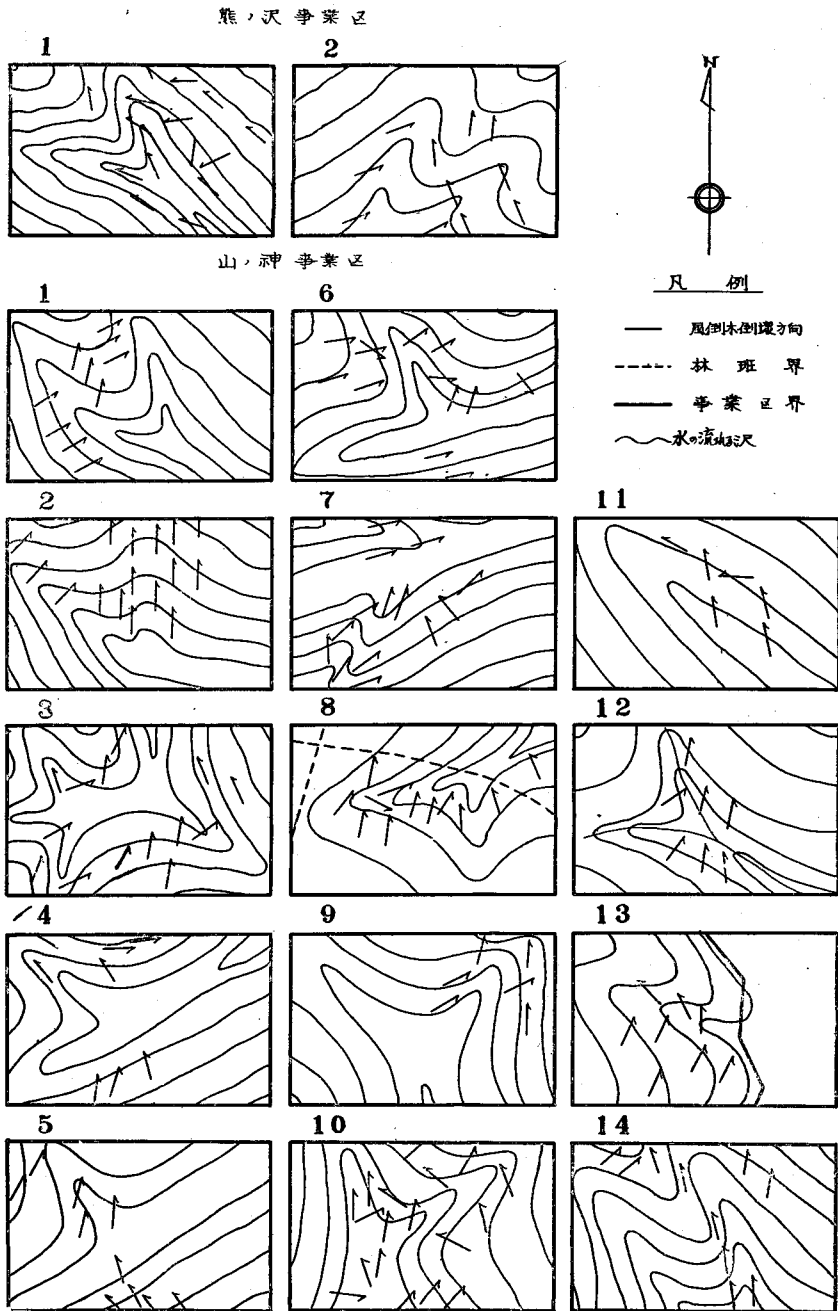 熊ノ沢事業区
1 2
N
山ノ神事業区
凡例
1 6
風倒木倒壊方向
林班界
事業区界
水の流れる沢
2 7 11
3 8 12
4 9 13
5 10 14